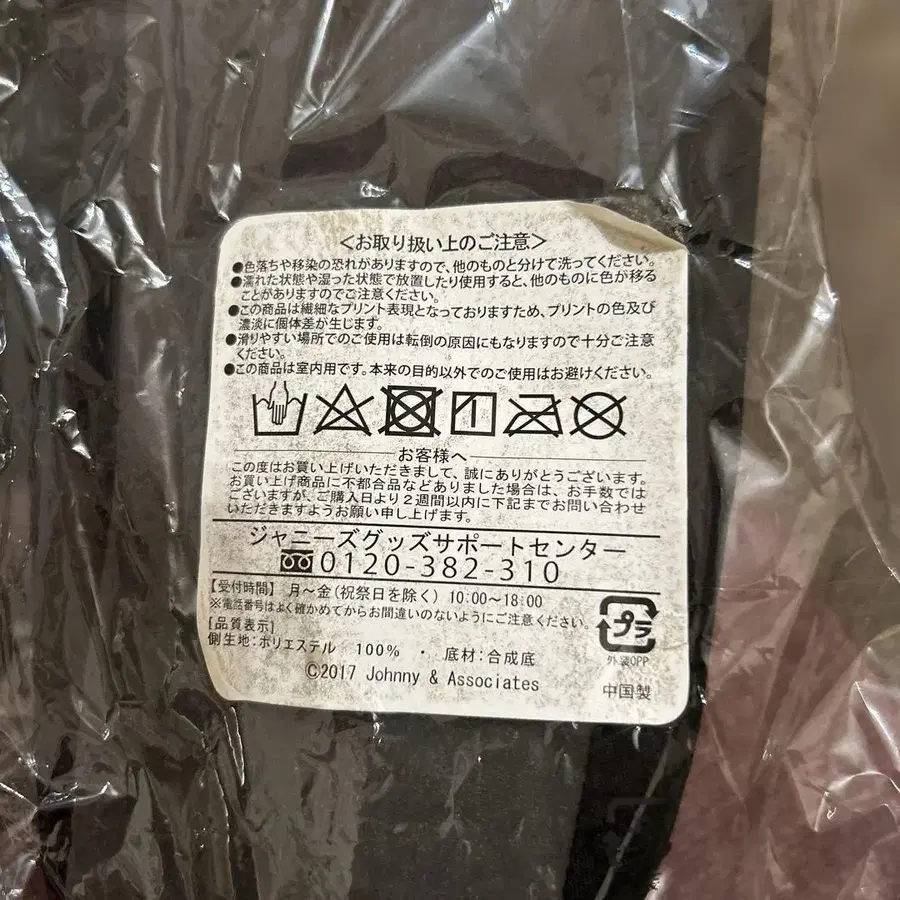 ＜お取り扱い上のご注意＞
●色落ちや移染の恐れがありますので、他のものと分けて洗ってください。
●濡れた状態や湿った状態で放置したり使用すると、他のものに色が移る
ことがありますのでご注意ください。
●この商品は繊細なプリント表現となっておりますため、プリントの色及び
濃淡に個体差が生じます。
●滑りやすい場所でのご使用は転倒の原因にもなりますので十分ご注意
ください。
●この商品は室内用です。本来の目的以外でのご使用はお避けください。
お客様へ
この度はお買い上げいただきまして、誠にありがとうございます。
お買い上げ商品に不都合品などありました場合は、お手数では
ございますが、ご購入日より２週間以内に下記までお問い合わせ
いただきますようお願い申し上げます。
ジャニーズグッズサポートセンター
0120-382-310
【受付時間】 月～金(祝祭日を除く) 10:00～18:00
※電話番号はよく確かめてからお間違いのないようにご注意ください。
[品質表示]
側生地:ポリエステル 100% ・ 底材:合成底
©2017 Johnny & Associates
プラ
外装OPP
中国製